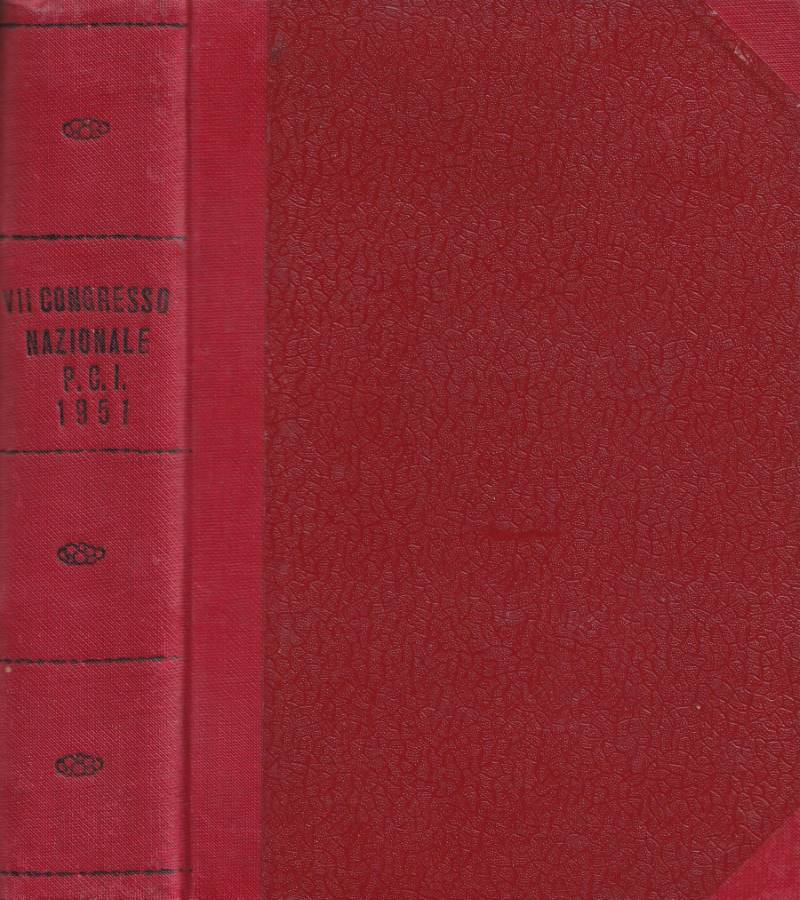 VII CONGRESSO
NAZIONALE
P.C.I.
1951